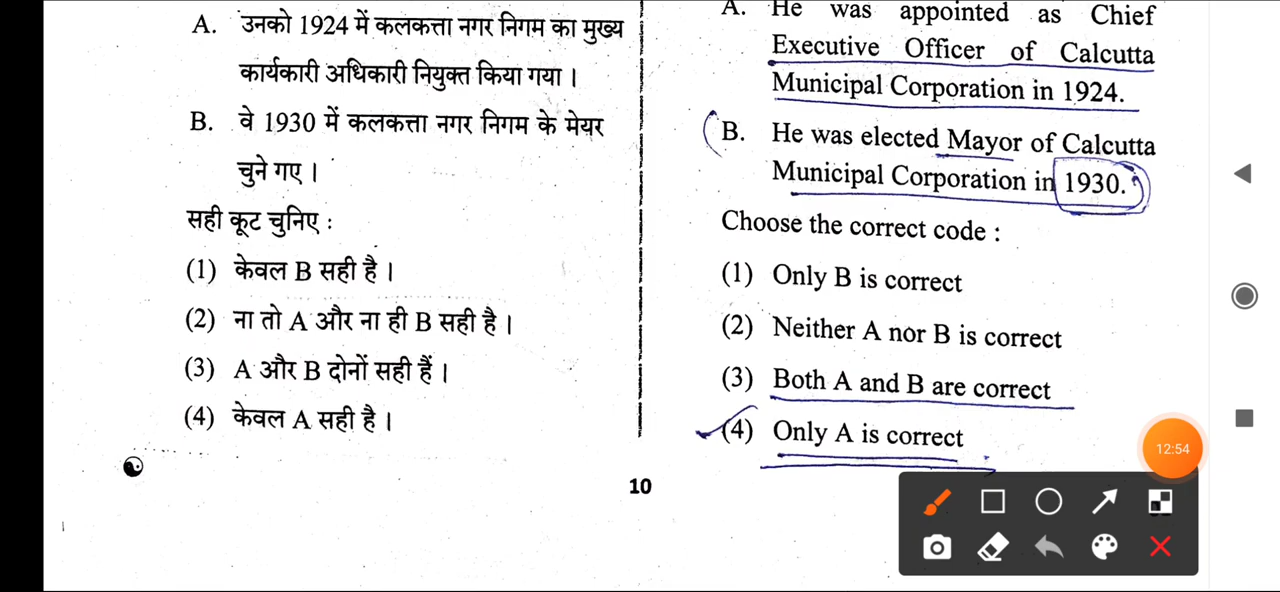 A. उनको 1924 में कलकत्ता नगर निगम का मुख्य
कार्यकारी अधिकारी नियुक्त किया गया ।
B. वे 1930 में कलकत्ता नगर निगम के मेयर
चुने गए ।
सही कूट चुनिए :
(1) केवल B सही है ।
(2) ना तो A और ना ही B सही है ।
(3) A और B दोनों सही हैं ।
(4) केवल A सही है ।
A. He was appointed as Chief
Executive Officer of Calcutta
Municipal Corporation in 1924.
B. He was elected Mayor of Calcutta
Municipal Corporation in 1930.
Choose the correct code :
(1) Only B is correct
(2) Neither A nor B is correct
(3) Both A and B are correct
(4) Only A is correct
10
12:54